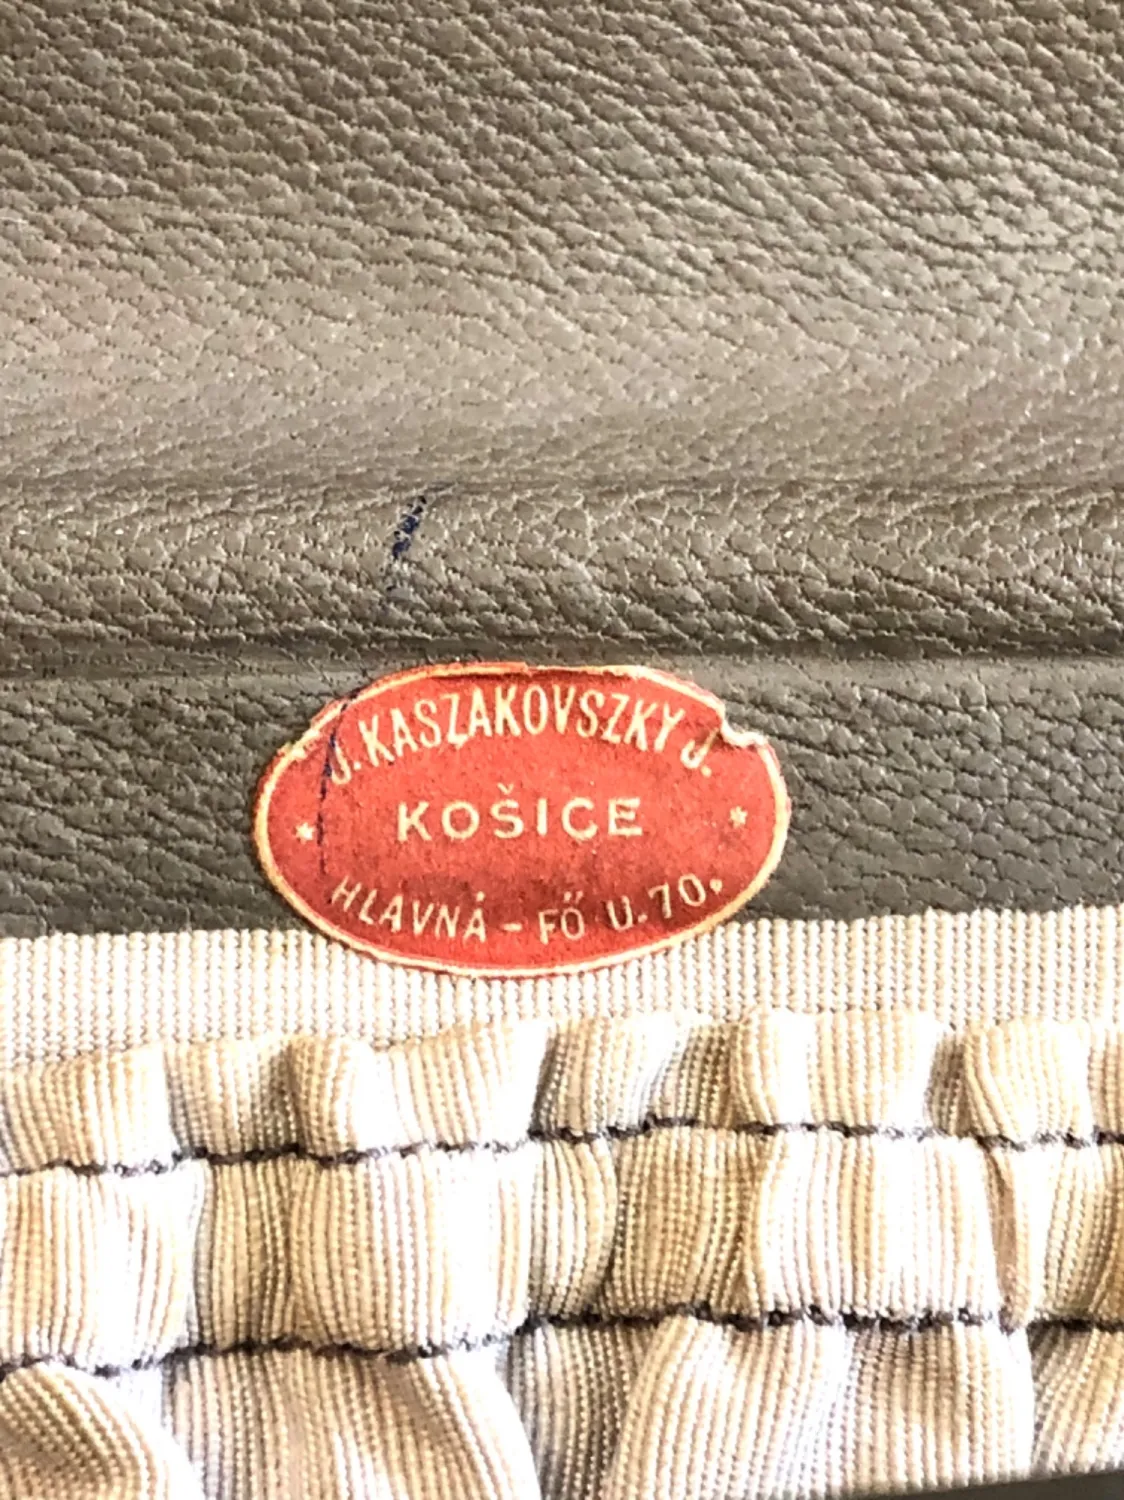 J. KASZAKOVSZKY J.
KOŠICE
HLAVNÁ - FŐ U. 70.